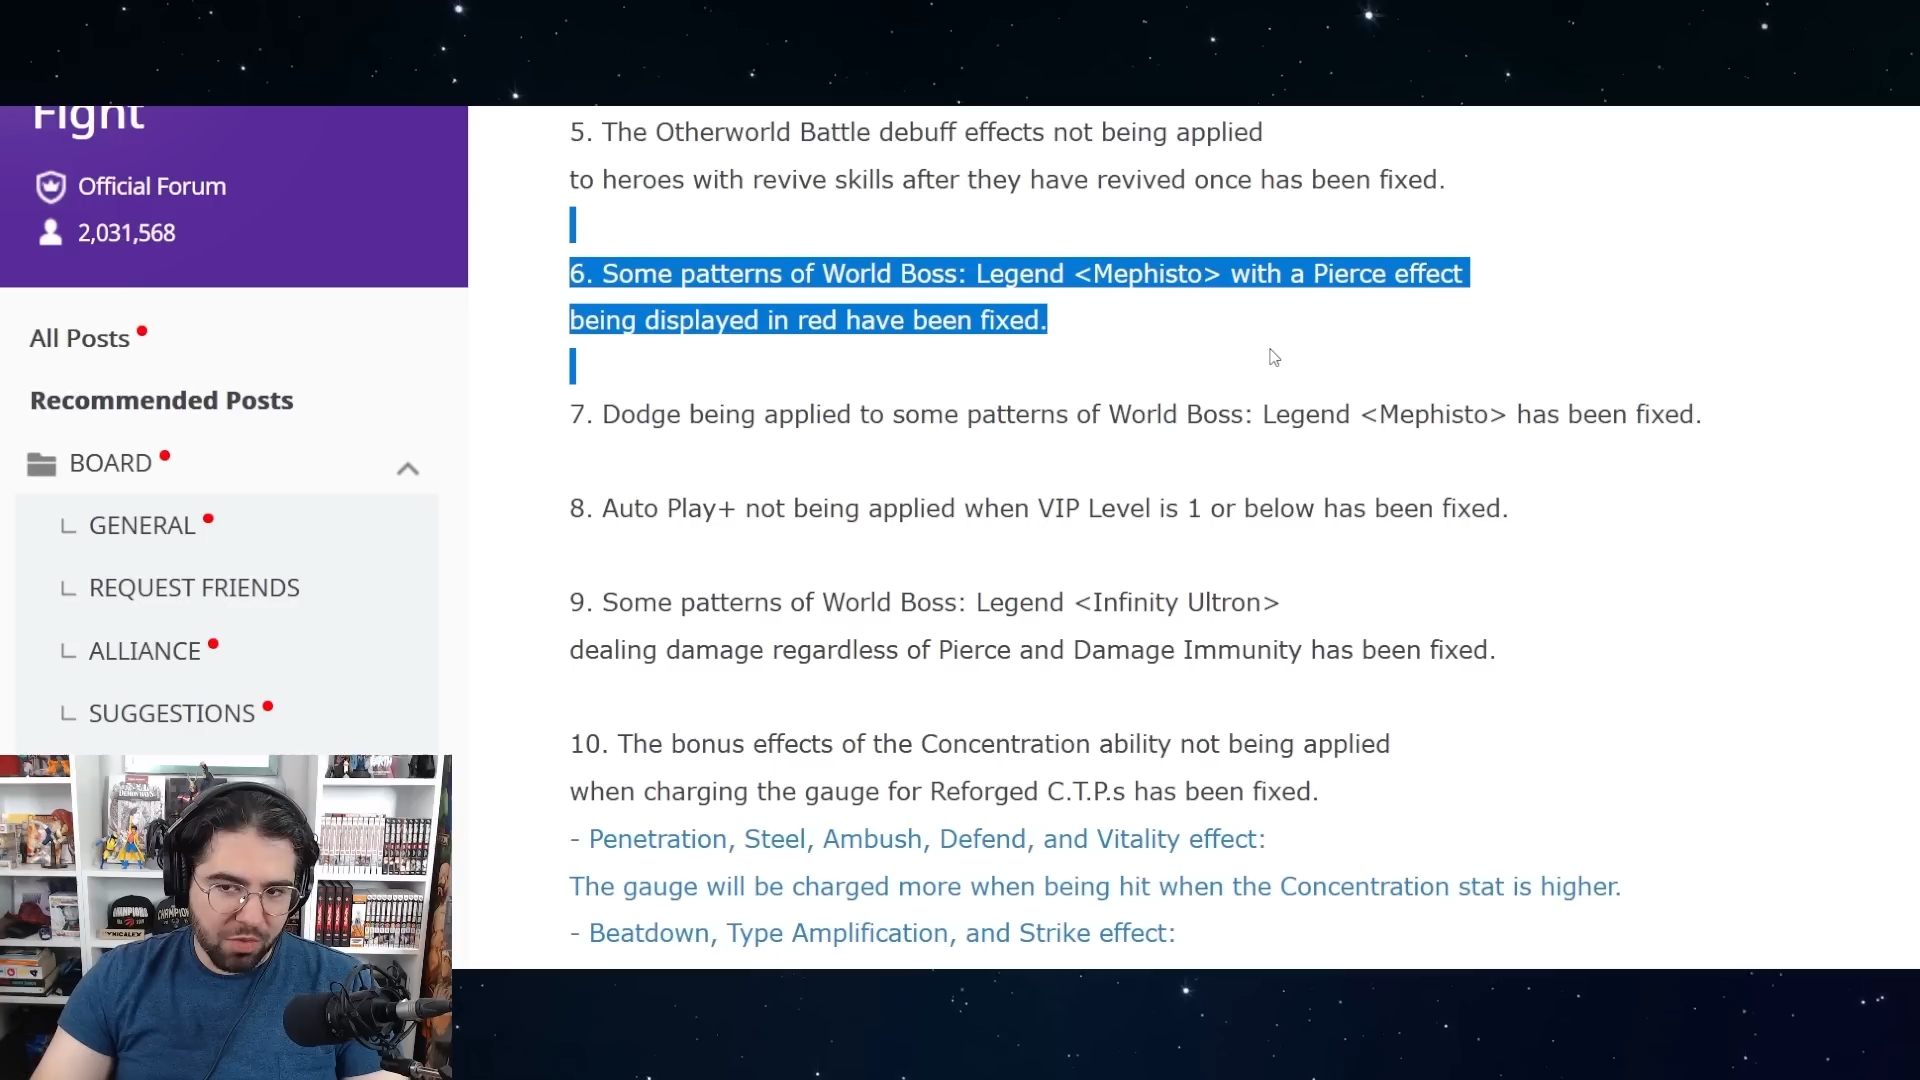 Fight
Official Forum
2,031,568
All Posts
Recommended Posts
BOARD
GENERAL
REQUEST FRIENDS
ALLIANCE
SUGGESTIONS
5. The Otherworld Battle debuff effects not being applied
to heroes with revive skills after they have revived once has been fixed.
6. Some patterns of World Boss: Legend <Mephisto> with a Pierce effect
being displayed in red have been fixed.
7. Dodge being applied to some patterns of World Boss: Legend <Mephisto> has been fixed.
8. Auto Play+ not being applied when VIP Level is 1 or below has been fixed.
9. Some patterns of World Boss: Legend <Infinity Ultron>
dealing damage regardless of Pierce and Damage Immunity has been fixed.
10. The bonus effects of the Concentration ability not being applied
when charging the gauge for Reforged C.T.P.s has been fixed.
- Penetration, Steel, Ambush, Defend, and Vitality effect:
The gauge will be charged more when being hit when the Concentration stat is higher.
- Beatdown, Type Amplification, and Strike effect: